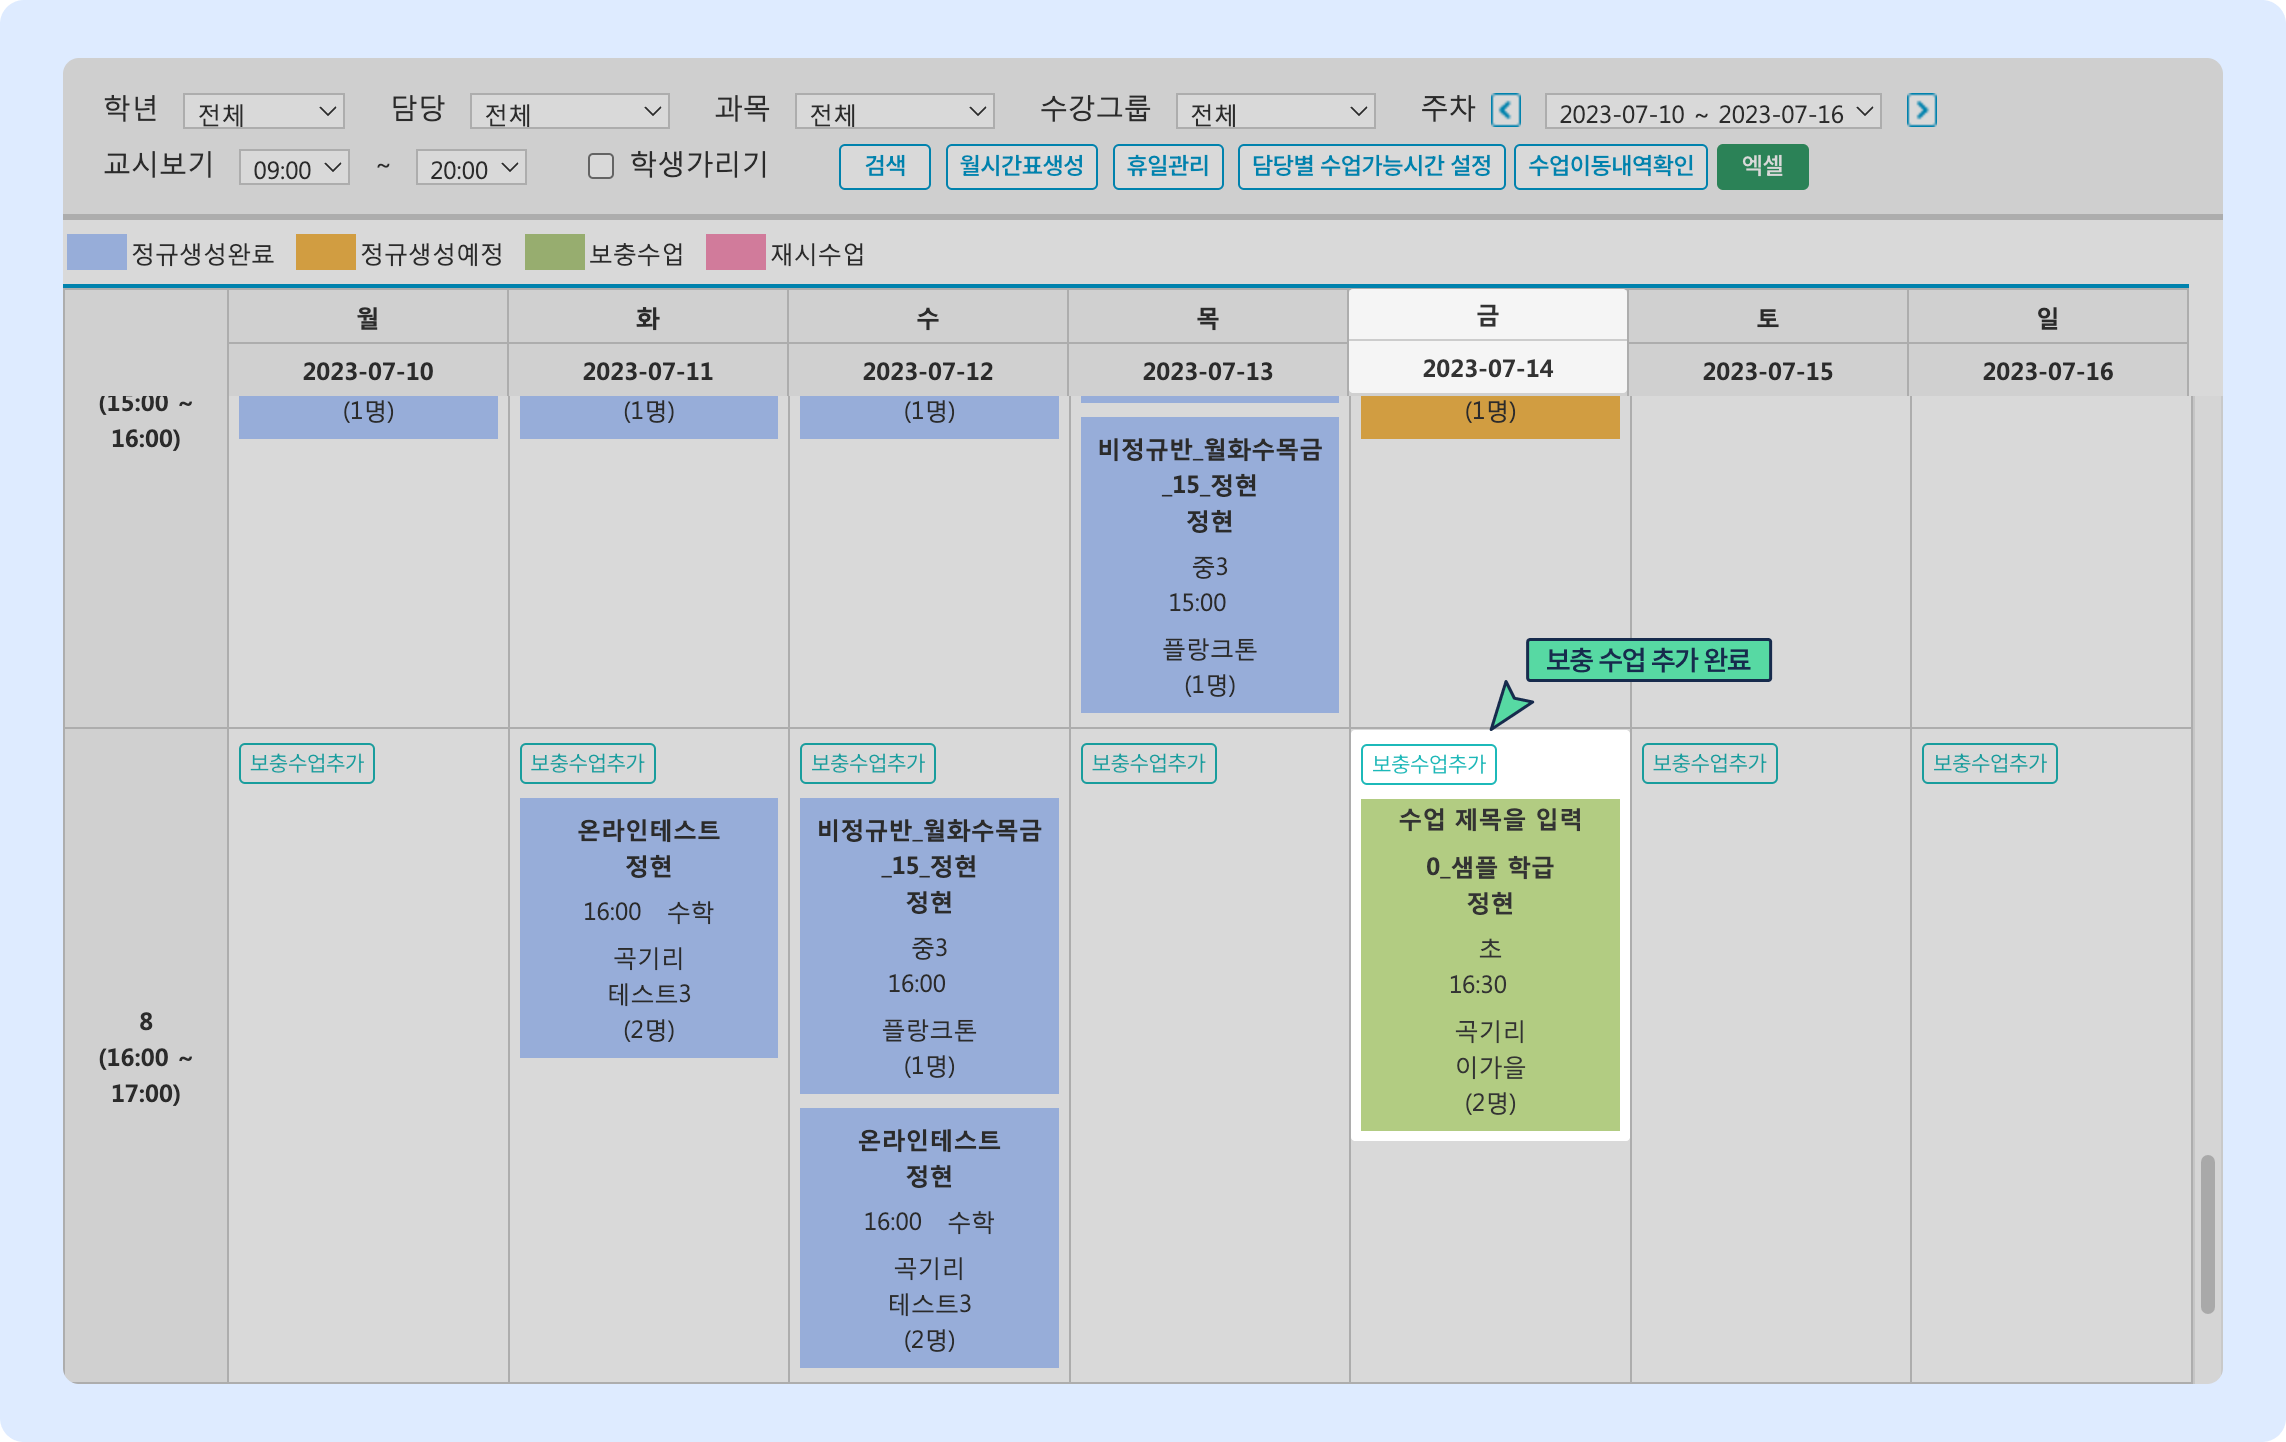 학년 전체 담당 전체 과목 전체 수강그룹 전체 주차 2023-07-10 ~ 2023-07-16
교시보기 09:00 ~ 20:00 학생가리기 검색 월시간표생성 휴일관리 담당별 수업가능시간 설정 수업이동내역확인 엑셀
정규생성완료 정규생성예정 보충수업 재시수업
월 화 수 목 금 토 일
2023-07-10 2023-07-11 2023-07-12 2023-07-13 2023-07-14 2023-07-15 2023-07-16
(15:00 ~
16:00)
(1명)
(1명)
(1명)
비정규반_월화수목금
_15_정현
정현
중3
15:00
플랑크톤
(1명)
(1명)
보충 수업 추가 완료
8
(16:00 ~
17:00)
보충수업추가
보충수업추가
온라인테스트
정현
16:00 수학
곡기리
테스트3
(2명)
보충수업추가
비정규반_월화수목금
_15_정현
정현
중3
16:00
플랑크톤
(1명)
온라인테스트
정현
16:00 수학
곡기리
테스트3
(2명)
보충수업추가
보충수업추가
수업 제목을 입력
0_샘플 학급
정현
초
16:30
곡기리
이가을
(2명)
보충수업추가
보충수업추가